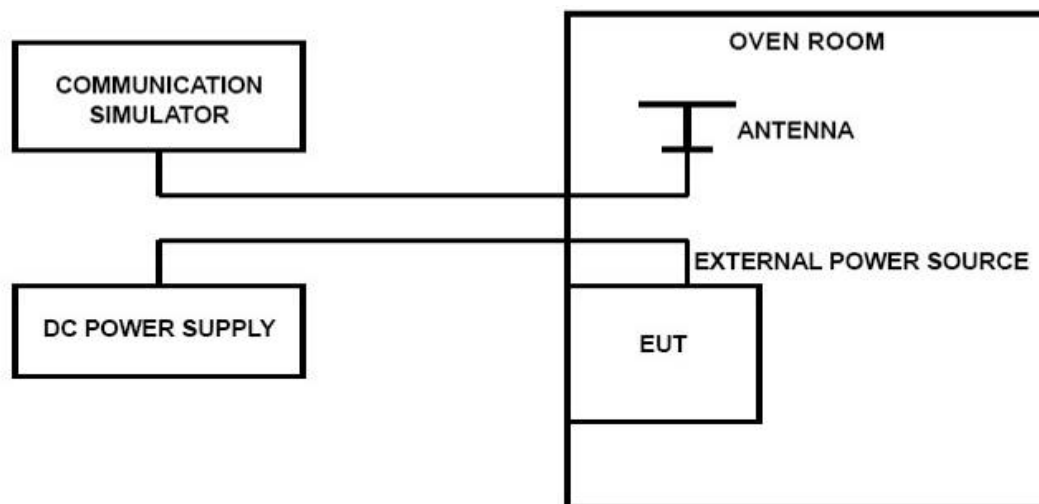 OVEN ROOM
COMMUNICATION
SIMULATOR
ANTENNA
EXTERNAL POWER SOURCE
DC POWER SUPPLY
EUT